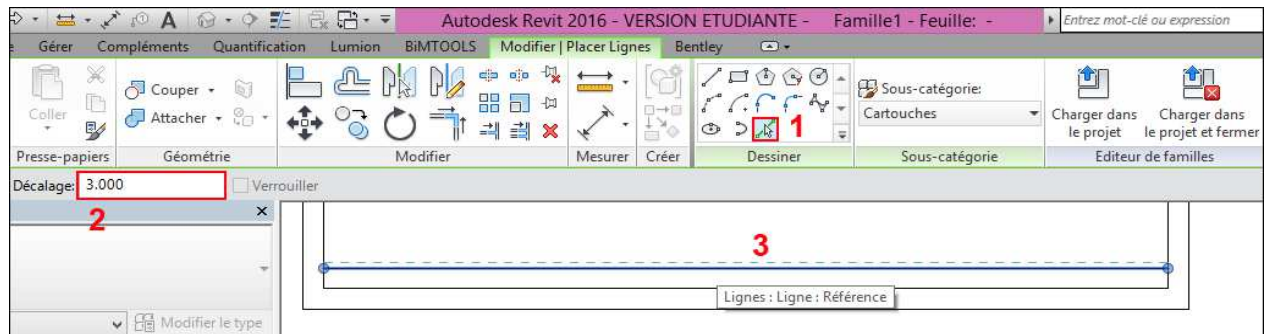 Autodesk Revit 2016 - VERSION ETUDIANTE - Famille1 - Feuille: -
Entrez mot-clé ou expression
Gérer Compléments Quantification Lumion BiMTOOLS Modifier | Placer Lignes Bentley
Coller
Couper
Attacher
1
Sous-catégorie:
Cartouches
Charger dans le projet
Charger dans le projet et fermer
Presse-papiers Géométrie Modifier Mesurer Créer Dessiner Sous-catégorie Editeur de familles
Décalage: 3.000 Verrouiller
2
3
Lignes : Ligne : Référence
Modifier le type